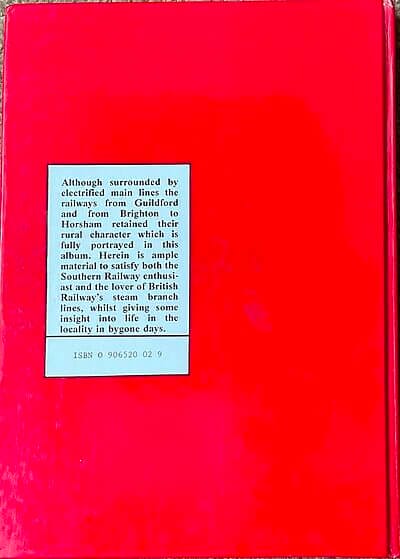 Although surrounded by
electrified main lines the
railways from Guildford
and from Brighton to
Horsham retained their
rural character which is
fully portrayed in this
album. Herein is ample
material to satisfy both the
Southern Railway enthusi-
ast and the lover of British
Railway's steam branch
lines, whilst giving some
insight into life in the
locality in bygone days.
ISBN 0 906520 02 9